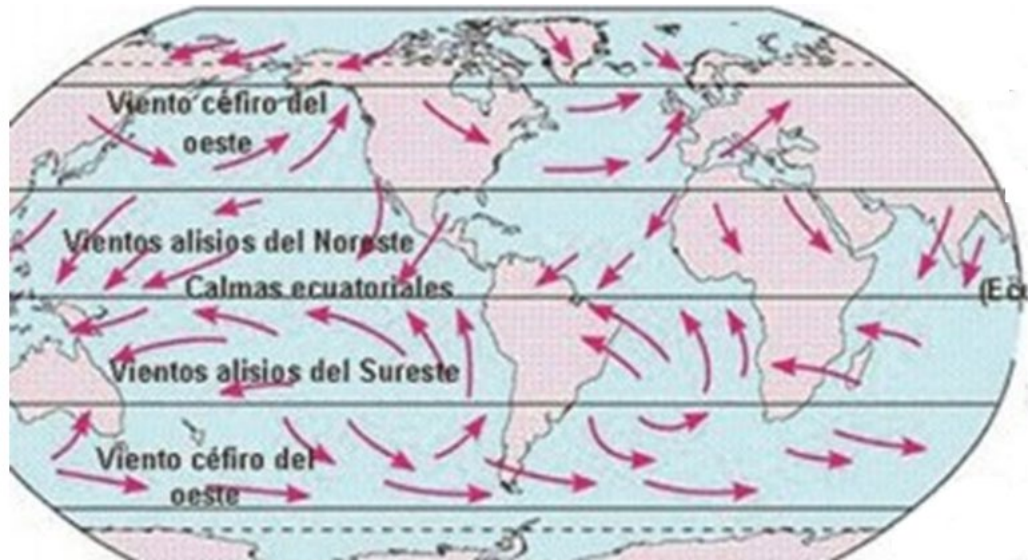 Viento céfiro del
oeste
Vientos alisios del Noreste
Calmas ecuatoriales
Vientos alisios del Sureste
Viento céfiro del
oeste